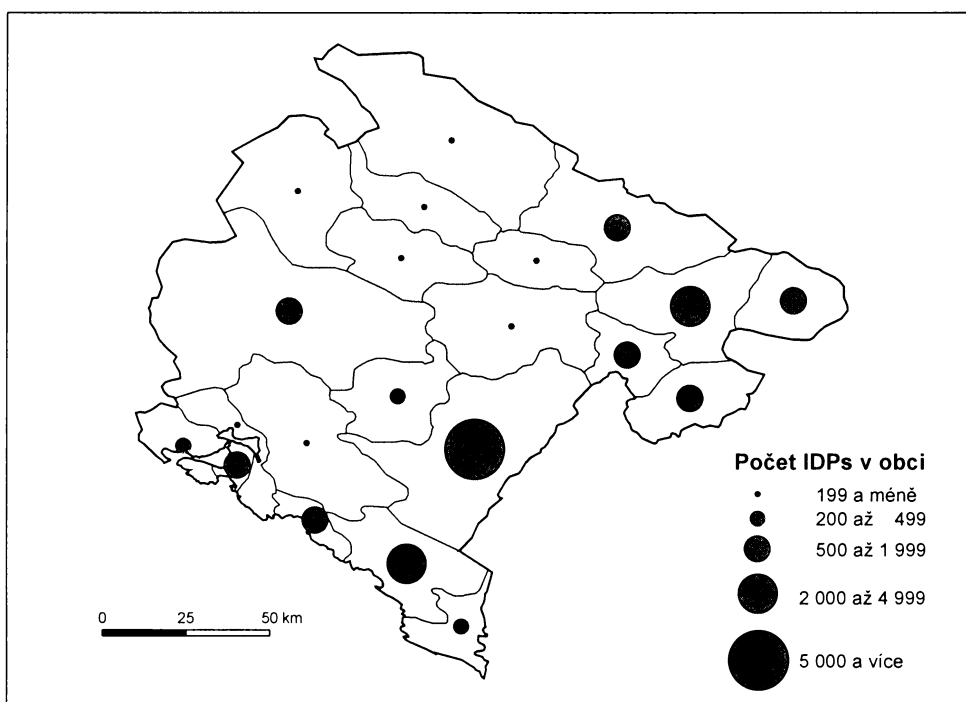 Počet IDPs v obci
199 a méně
200 až 499
500 až 1 999
2 000 až 4 999
5 000 a více
0 25 50 km